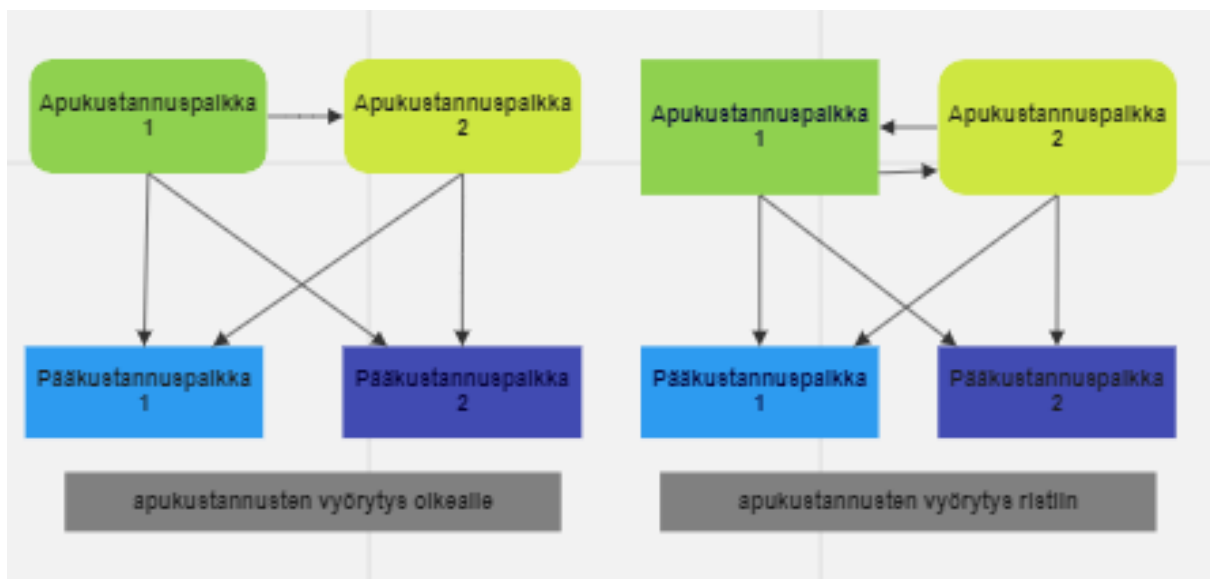 Apukustannuspaikka
1
Apukustannuspaikka
2
Pääkustannuspaikka
1
Pääkustannuspaikka
2
apukustannusten vyörytys oikealle
Apukustannuspaikka
1
Apukustannuspaikka
2
Pääkustannuspaikka
1
Pääkustannuspaikka
2
apukustannusten vyörytys ristiin